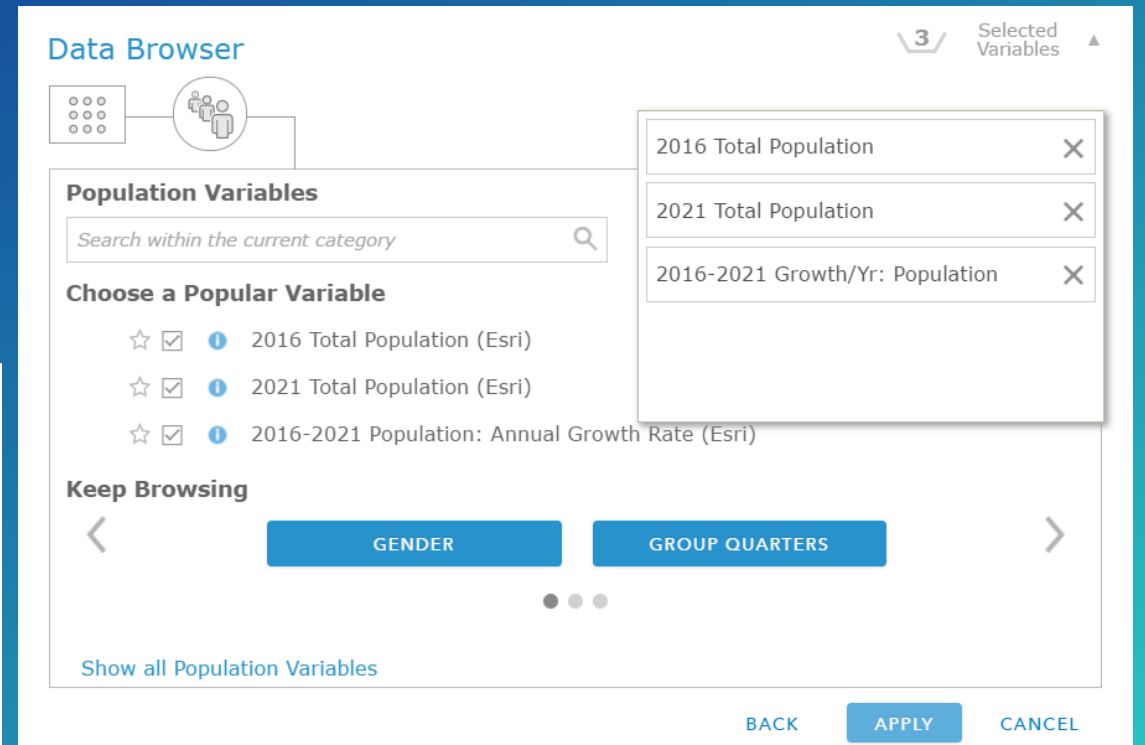 Data Browser
3
Selected
Variables
2016 Total Population
2021 Total Population
2016-2021 Growth/Yr: Population
Population Variables
Search within the current category
Choose a Popular Variable
2016 Total Population (Esri)
2021 Total Population (Esri)
2016-2021 Population: Annual Growth Rate (Esri)
Keep Browsing
GENDER
GROUP QUARTERS
Show all Population Variables
BACK
APPLY
CANCEL